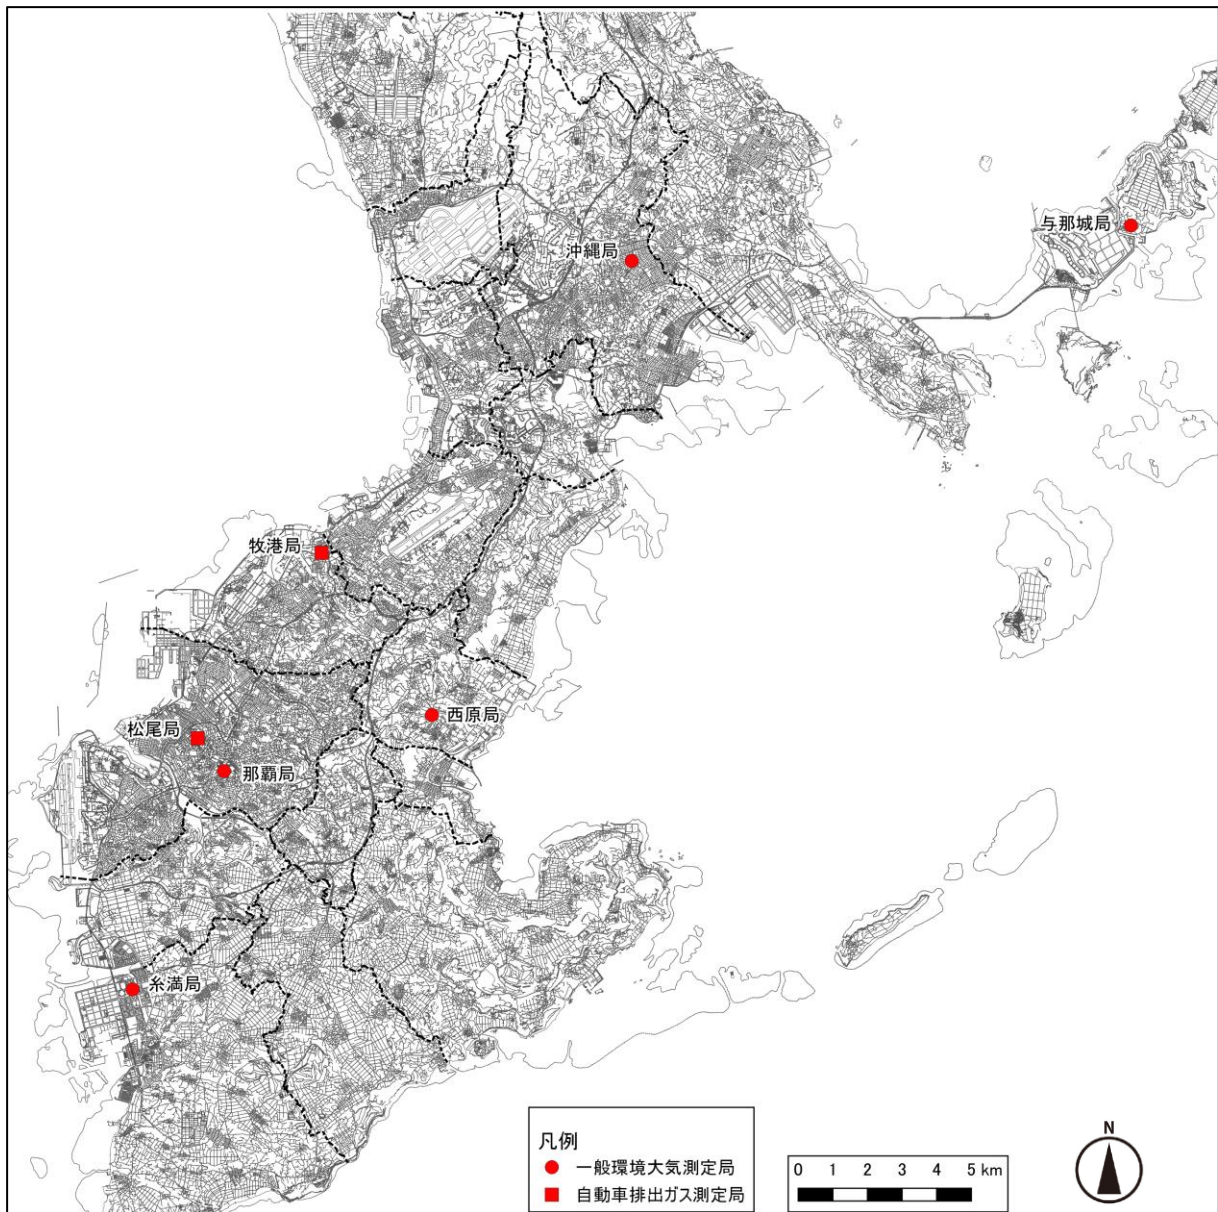 与那城局
沖縄局
牧港局
西原局
松尾局
那覇局
糸満局
凡例
一般環境大気測定局
自動車排出ガス測定局
0 1 2 3 4 5 km
N